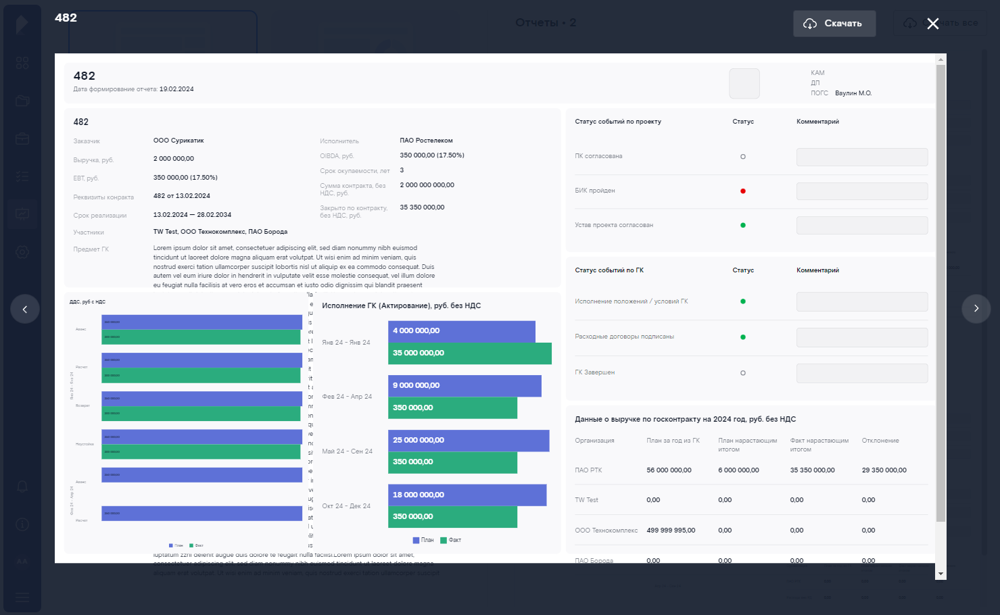 482
Отчеты • 2
Скачать
Скачать все
482
Дата формирование отчета: 19.02.2024
КАМ
ДП
ПОГС Ваулин М.О.
482
Заказчик ООО Сурикатик
Выручка, руб. 2 000 000,00
EBT, руб. 350 000,00 (17.50%)
Реквизиты конракта 482 от 13.02.2024
Срок реализации 13.02.2024 — 28.02.2034
Участники TW Test, ООО Технокомплекс, ПАО Борода
Исполнитель ПАО Ростелеком
OIBDA, руб. 350 000,00 (17.50%)
Срок окупаемости, лет 3
Сумма контракта, без НДС, руб. 2 000 000 000,00
Закрыто по контракту, без НДС, руб. 35 350 000,00
Предмет ГК
Lorem ipsum dolor sit amet, consectetuer adipiscing elit, sed diam nonummy nibh euismod
tincidunt ut laoreet dolore magna aliquam erat volutpat. Ut wisi enim ad minim veniam, quis
nostrud exerci tation ullamcorper suscipit lobortis nisl ut aliquip ex ea commodo consequat. Duis
autem vel eum iriure dolor in hendrerit in vulputate velit esse molestie consequat, vel illum dolore
eu feugiat nulla facilisis at vero eros et accumsan et iusto odio dignissim qui blandit praesent
ДДС, руб с НДС
Аванс
Расчет
Возврат
Неустойка
Янв 24 - Янв 24
Аванс
Расчет
Фев 24 - Апр 24
План Факт
Исполнение ГК (Актирование), руб. без НДС
Янв 24 - Янв 24
4 000 000,00
35 000 000,00
Фев 24 - Апр 24
9 000 000,00
350 000,00
Май 24 - Сен 24
25 000 000,00
350 000,00
Окт 24 - Дек 24
18 000 000,00
350 000,00
План Факт
luptatum zzril delenit augue duis dolore te feugait nulla facilisi.Lorem ipsum dolor sit amet,
consectetuer adipiscing elit, sed diam nonummy nibh euismod tincidunt ut laoreet dolore magna
aliquam erat volutpat. Ut wisi enim ad minim veniam, quis nostrud exerci tation ullamcorper suscipit
Статус событий по проекту Статус Комментарий
ПК согласована
БИК пройден
Устав проекта согласован
Статус событий по ГК Статус Комментарий
Исполнение положений / условий ГК
Расходные договоры подписаны
ГК Завершен
Данные о выручке по госконтракту на 2024 год, руб. без НДС
Организация План за год из ГК План нарастающим итогом Факт нарастающим итогом Отклонение
ПАО РТК 56 000 000,00 6 000 000,00 35 350 000,00 29 350 000,00
TW Test 0,00 0,00 0,00 0,00
ООО Технокомплекс 499 999 995,00 0,00 0,00 0,00
ПАО Борода 0,00 0,00 0,00 0,00